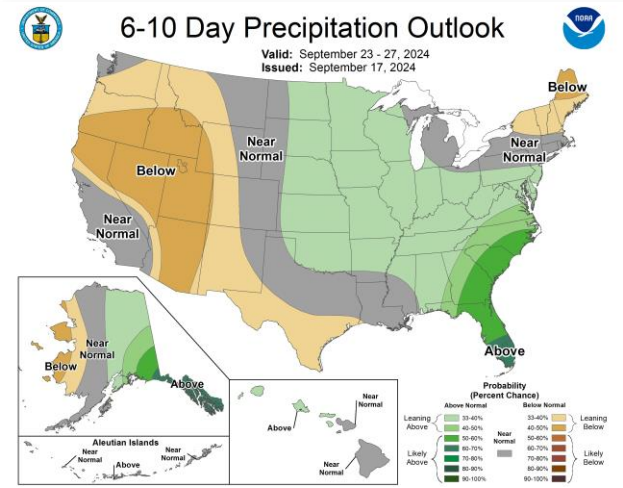 6-10 Day Precipitation Outlook
Valid: September 23 - 27, 2024
Issued: September 17, 2024
NOAA
Below
Near
Normal
Near
Normal
Below
Near
Normal
Above
Near
Normal
Below
Above
Aleutian Islands
Near
Normal
Above
Near
Normal
Above
Near
Normal
Near
Normal
Probability
(Percent Chance)
Above Normal Below Normal
Leaning
Above
33-40% 33-40%
40-50% 40-50%
Leaning
Below
Likely
Above
50-60% 50-60%
60-70% 60-70%
70-80% 70-80%
80-90% 80-90%
90-100% 90-100%
Near
Normal
Likely
Below